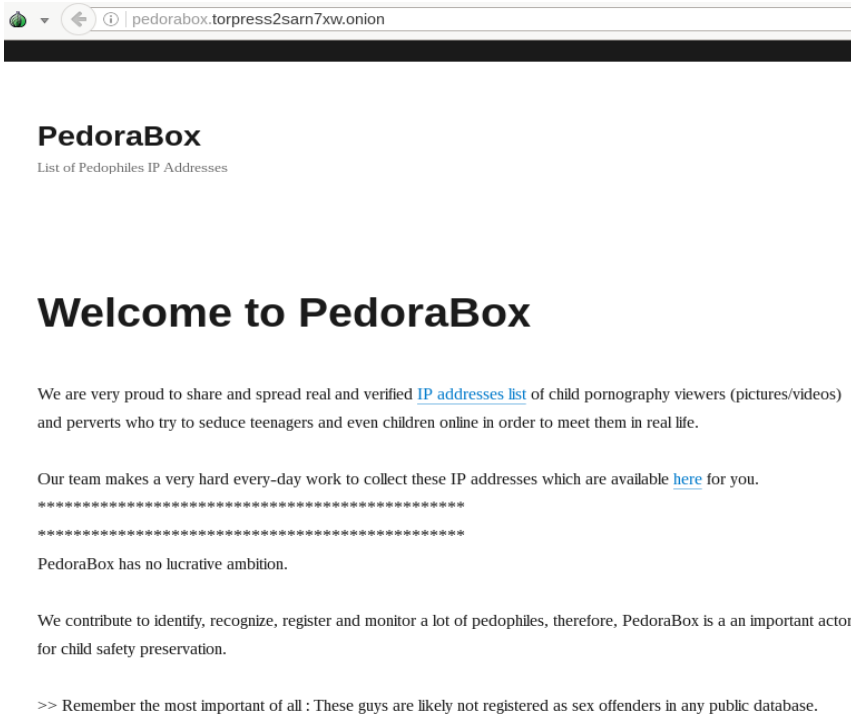 pedorabox.torpress2sarn7xw.onion
PedoraBox
List of Pedophiles IP Addresses
Welcome to PedoraBox
We are very proud to share and spread real and verified IP addresses list of child pornography viewers (pictures/videos)
and perverts who try to seduce teenagers and even children online in order to meet them in real life.
Our team makes a very hard every-day work to collect these IP addresses which are available here for you.
************************************************
************************************************
PedoraBox has no lucrative ambition.
We contribute to identify, recognize, register and monitor a lot of pedophiles, therefore, PedoraBox is a an important actor
for child safety preservation.
>> Remember the most important of all : These guys are likely not registered as sex offenders in any public database.